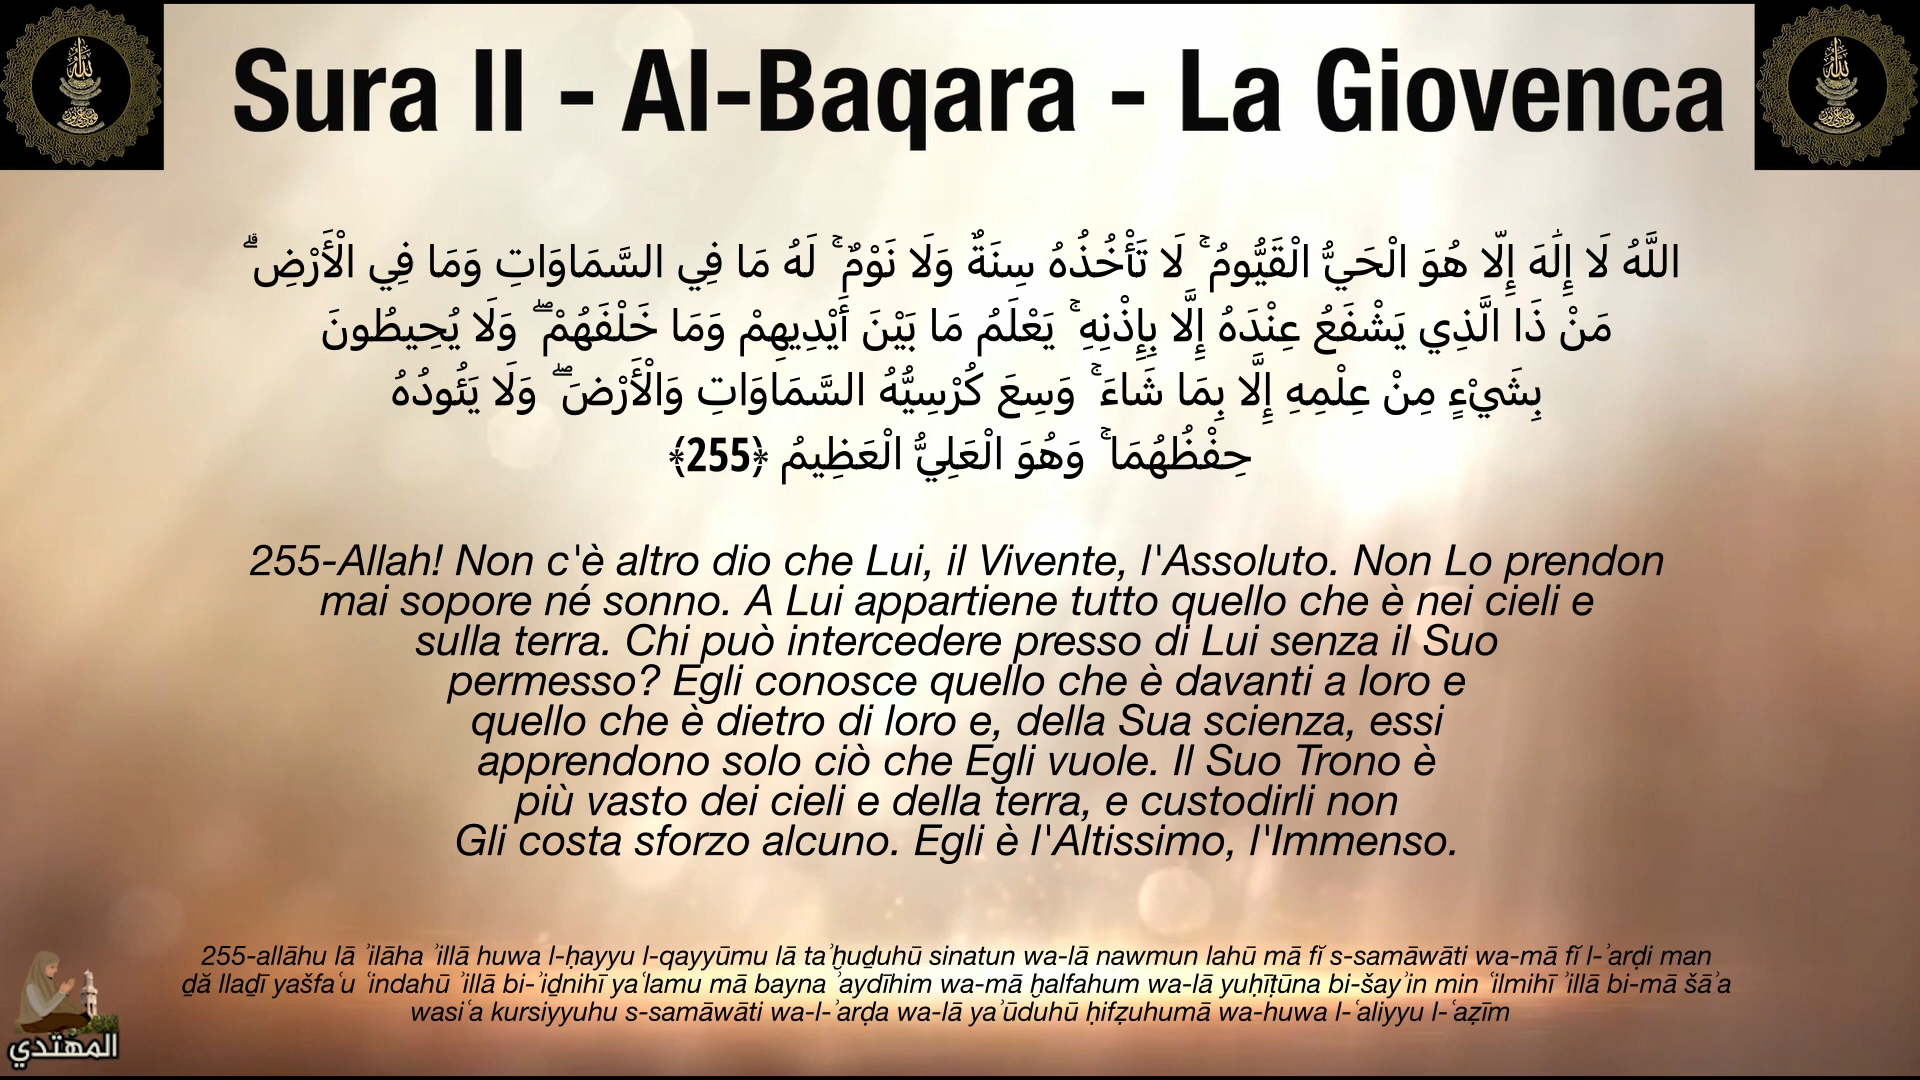 Sura II - Al-Baqara - La Giovenca
اللَّهُ لَا إِلَٰهَ إِلَّا هُوَ الْحَيُّ الْقَيُّومُ ۚ لَا تَأْخُذُهُ سِنَةٌ وَلَا نَوْمٌ ۚ لَهُ مَا فِي السَّمَاوَاتِ وَمَا فِي الْأَرْضِ ۗ
مَنْ ذَا الَّذِي يَشْفَعُ عِنْدَهُ إِلَّا بِإِذْنِهِ ۚ يَعْلَمُ مَا بَيْنَ أَيْدِيهِمْ وَمَا خَلْفَهُمْ ۖ وَلَا يُحِيطُونَ
بِشَيْءٍ مِنْ عِلْمِهِ إِلَّا بِمَا شَاءَ ۚ وَسِعَ كُرْسِيُّهُ السَّمَاوَاتِ وَالْأَرْضَ ۖ وَلَا يَئُودُهُ
حِفْظُهُمَا ۚ وَهُوَ الْعَلِيُّ الْعَظِيمُ ﴿255﴾
255-Allah! Non c'è altro dio che Lui, il Vivente, l'Assoluto. Non Lo prendon
mai sopore né sonno. A Lui appartiene tutto quello che è nei cieli e
sulla terra. Chi può intercedere presso di Lui senza il Suo
permesso? Egli conosce quello che è davanti a loro e
quello che è dietro di loro e, della Sua scienza, essi
apprendono solo ciò che Egli vuole. Il Suo Trono è
più vasto dei cieli e della terra, e custodirli non
Gli costa sforzo alcuno. Egli è l'Altissimo, l'Immenso.
255-allāhu lā ʾilāha ʾillā huwa l-ḥayyu l-qayyūmu lā taʾḫuḏuhū sinatun wa-lā nawmun lahū mā fĭ s-samāwāti wa-mā fĭ l-ʾarḍi man
ḏă llaḏī yašfaʿu ʿindahū ʾillā bi-ʾiḏnihī yaʿlamu mā bayna ʾaydīhim wa-mā ḫalfahum wa-lā yuḥīṭūna bi-šayʾin min ʿilmihī ʾillā bi-mā šāʾa
wasiʿa kursiyyuhu s-samāwāti wa-l-ʾarḍa wa-lā yaʾūduhū ḥifẓuhumā wa-huwa l-ʿaliyyu l-ʿaẓīm
المهتدي